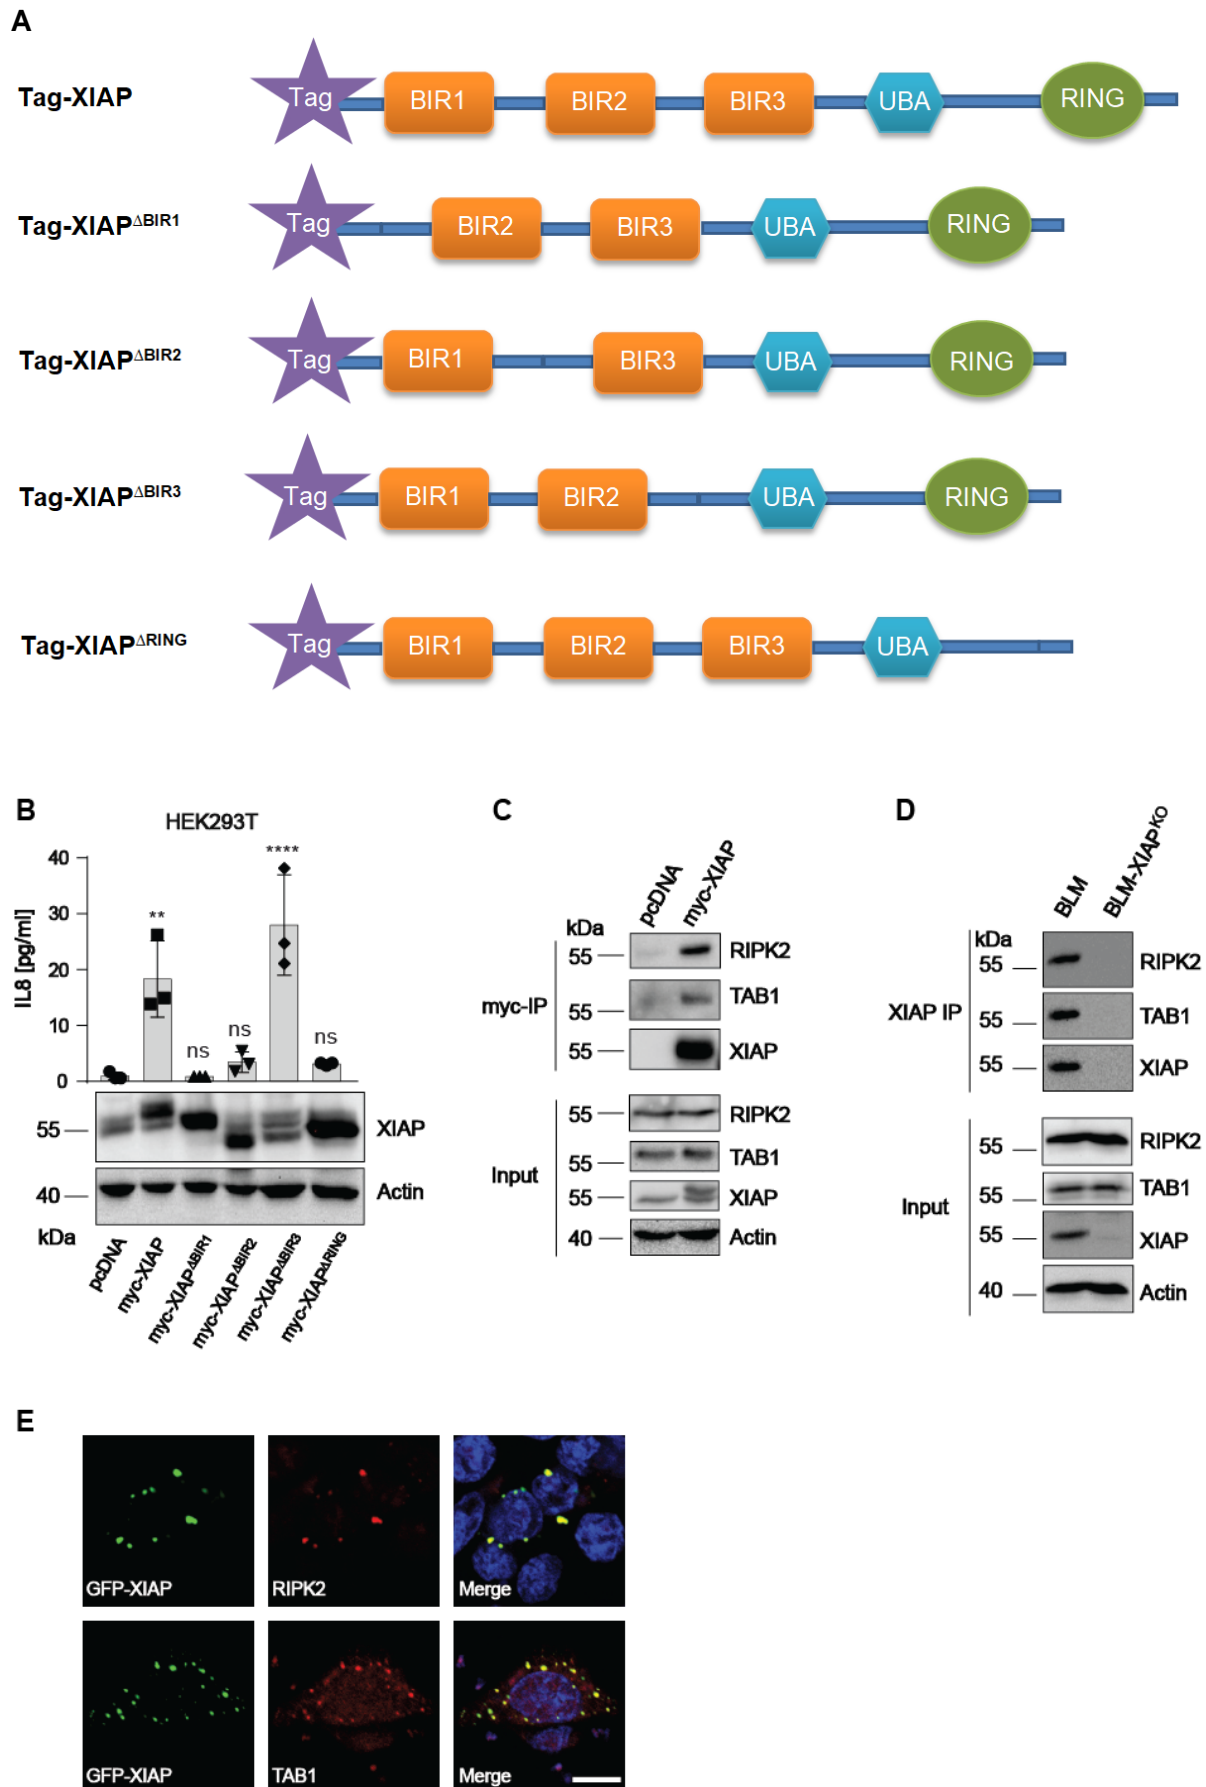 A
Tag-XIAP
Tag BIR1 BIR2 BIR3 UBA RING
Tag-XIAPΔBIR1
Tag BIR2 BIR3 UBA RING
Tag-XIAPΔBIR2
Tag BIR1 BIR3 UBA RING
Tag-XIAPΔBIR3
Tag BIR1 BIR2 UBA RING
Tag-XIAPΔRING
Tag BIR1 BIR2 BIR3 UBA
B
HEK293T
IL8 [pg/ml]
40
30
20
10
0
**
ns
ns
****
ns
55
XIAP
40
Actin
kDa
pcDNA
myc-XIAP
myc-XIAPΔBIR1
myc-XIAPΔBIR2
myc-XIAPΔBIR3
myc-XIAPΔRING
C
pcDNA
myc-XIAP
kDa
myc-IP
55 RIPK2
55 TAB1
55 XIAP
Input
55 RIPK2
55 TAB1
55 XIAP
40 Actin
D
BLM
BLM-XIAPKO
kDa
XIAP IP
55 RIPK2
55 TAB1
55 XIAP
Input
55 RIPK2
55 TAB1
55 XIAP
40 Actin
E
GFP-XIAP RIPK2 Merge
GFP-XIAP TAB1 Merge